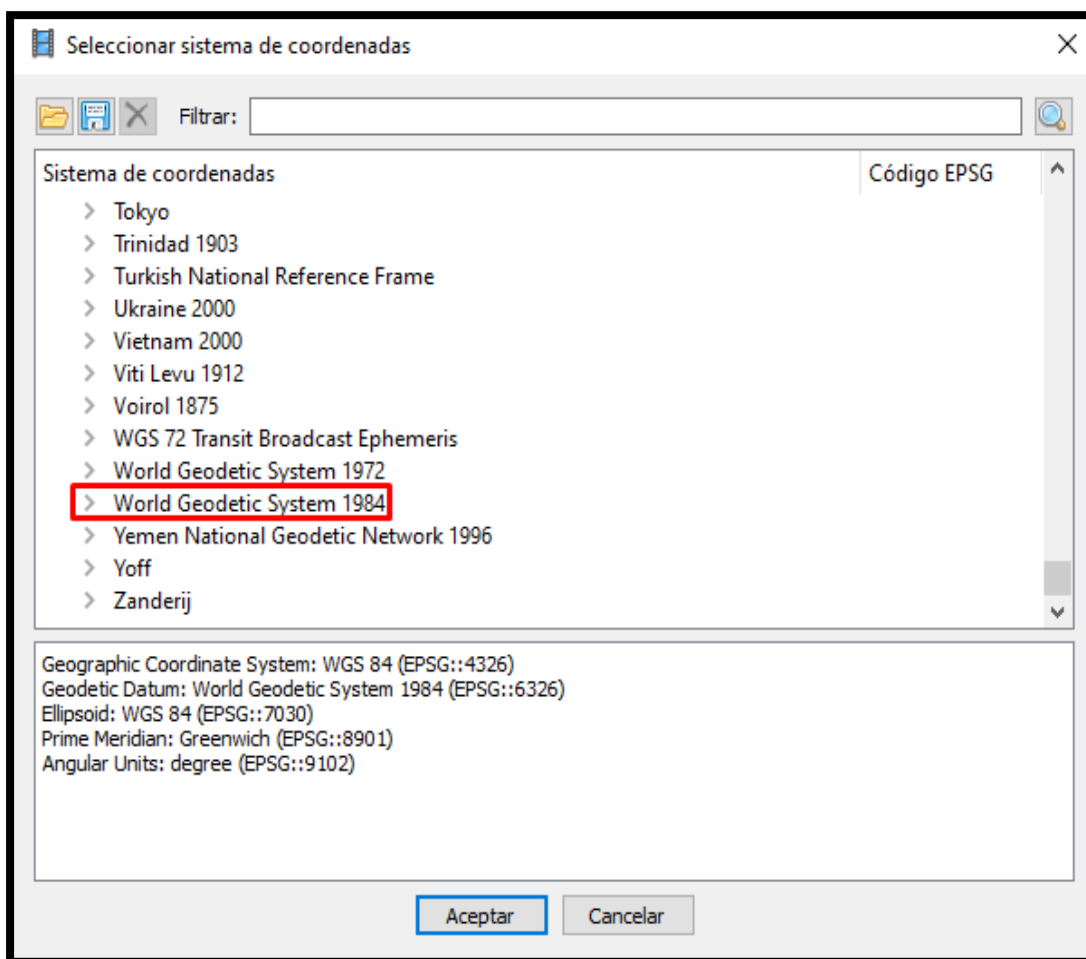 Seleccionar sistema de coordenadas
Filtrar:
Sistema de coordenadas Código EPSG
Tokyo
Trinidad 1903
Turkish National Reference Frame
Ukraine 2000
Vietnam 2000
Viti Levu 1912
Voirol 1875
WGS 72 Transit Broadcast Ephemeris
World Geodetic System 1972
World Geodetic System 1984
Yemen National Geodetic Network 1996
Yoff
Zanderij
Geographic Coordinate System: WGS 84 (EPSG::4326)
Geodetic Datum: World Geodetic System 1984 (EPSG::6326)
Ellipsoid: WGS 84 (EPSG::7030)
Prime Meridian: Greenwich (EPSG::8901)
Angular Units: degree (EPSG::9102)
Aceptar Cancelar